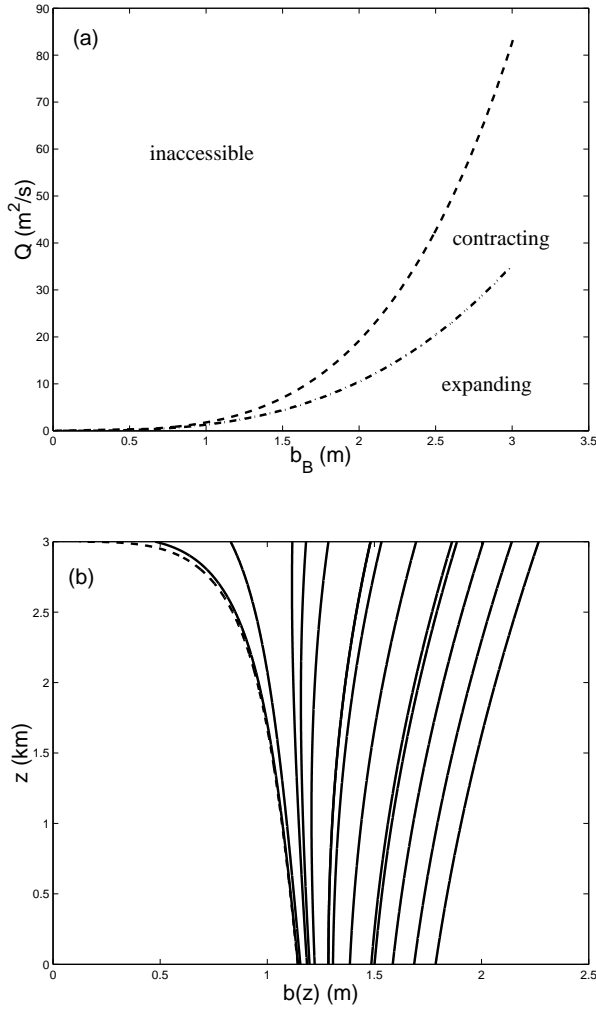 90
80
70
60
50
40
30
20
10
0
Q (m²/s)
(a)
inaccessible
contracting
expanding
0 0.5 1 1.5 2 2.5 3 3.5
b_B (m)
3
2.5
2
1.5
1
0.5
0
z (km)
(b)
0 0.5 1 1.5 2 2.5
b(z) (m)